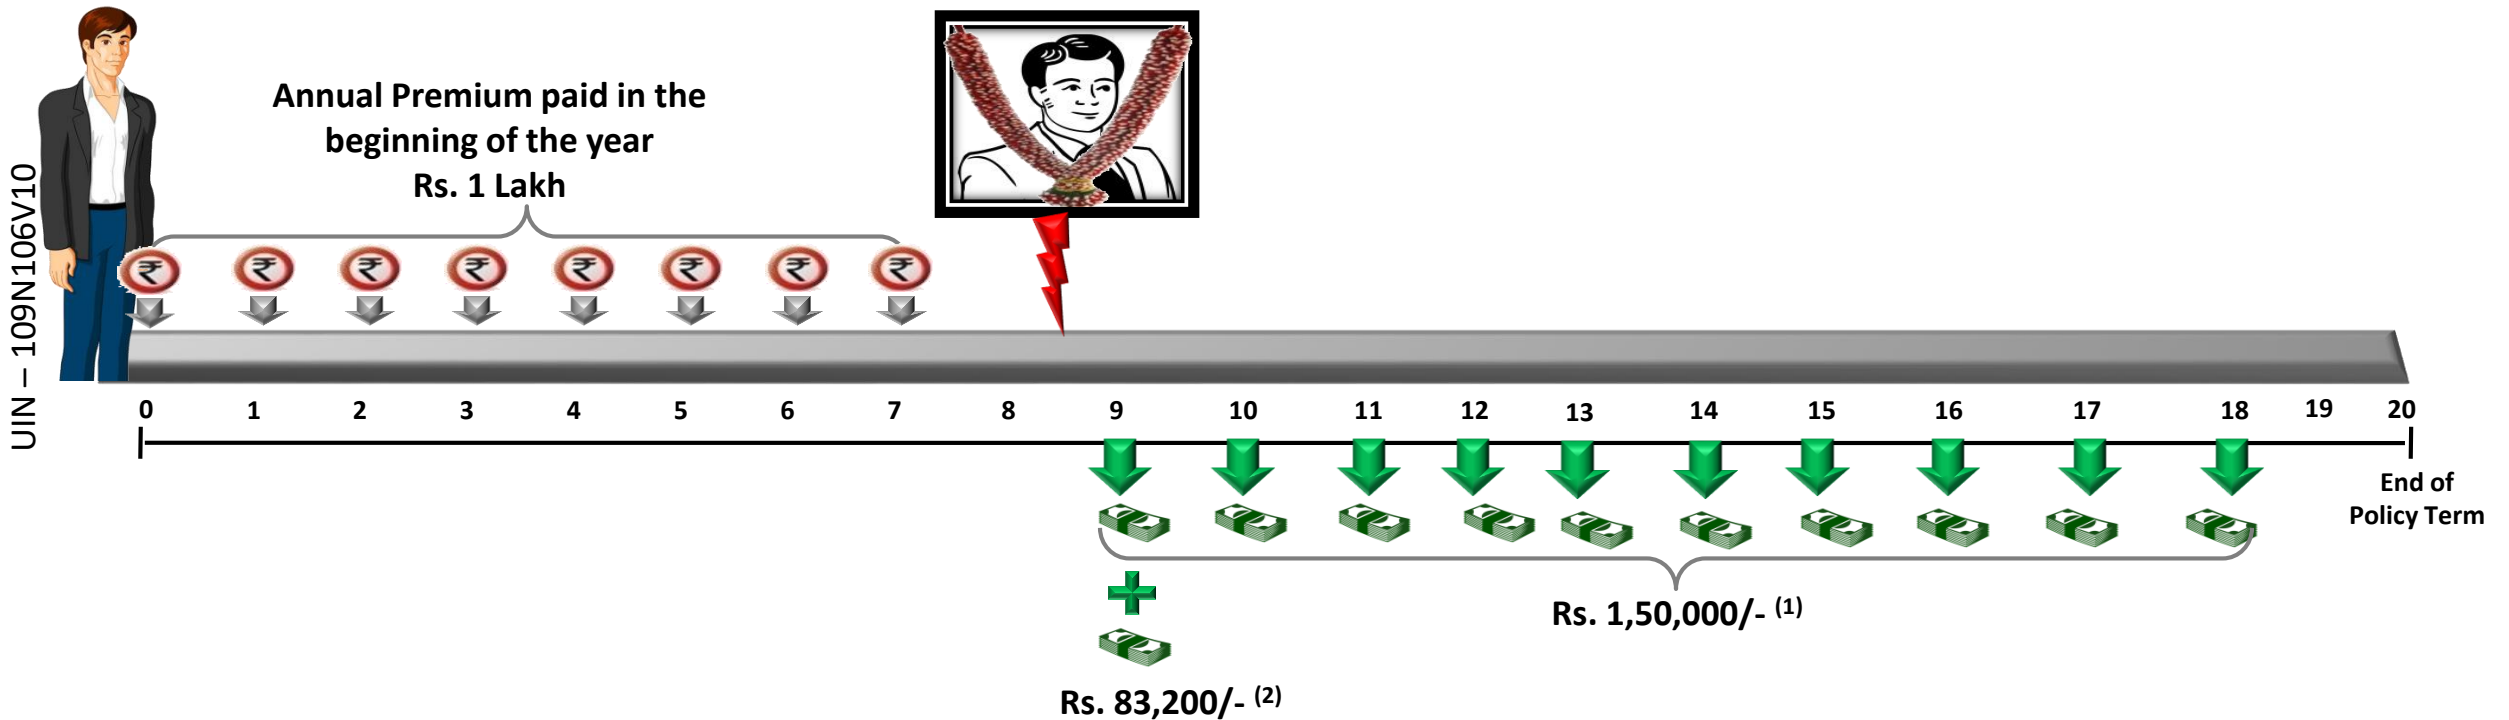 UIN – 109N106V10
Annual Premium paid in the
beginning of the year
Rs. 1 Lakh
₹ ₹ ₹ ₹ ₹ ₹ ₹ ₹
0 1 2 3 4 5 6 7 8 9 10 11 12 13 14 15 16 17 18 19 20
End of
Policy Term
Rs. 1,50,000/- (1)
Rs. 83,200/- (2)